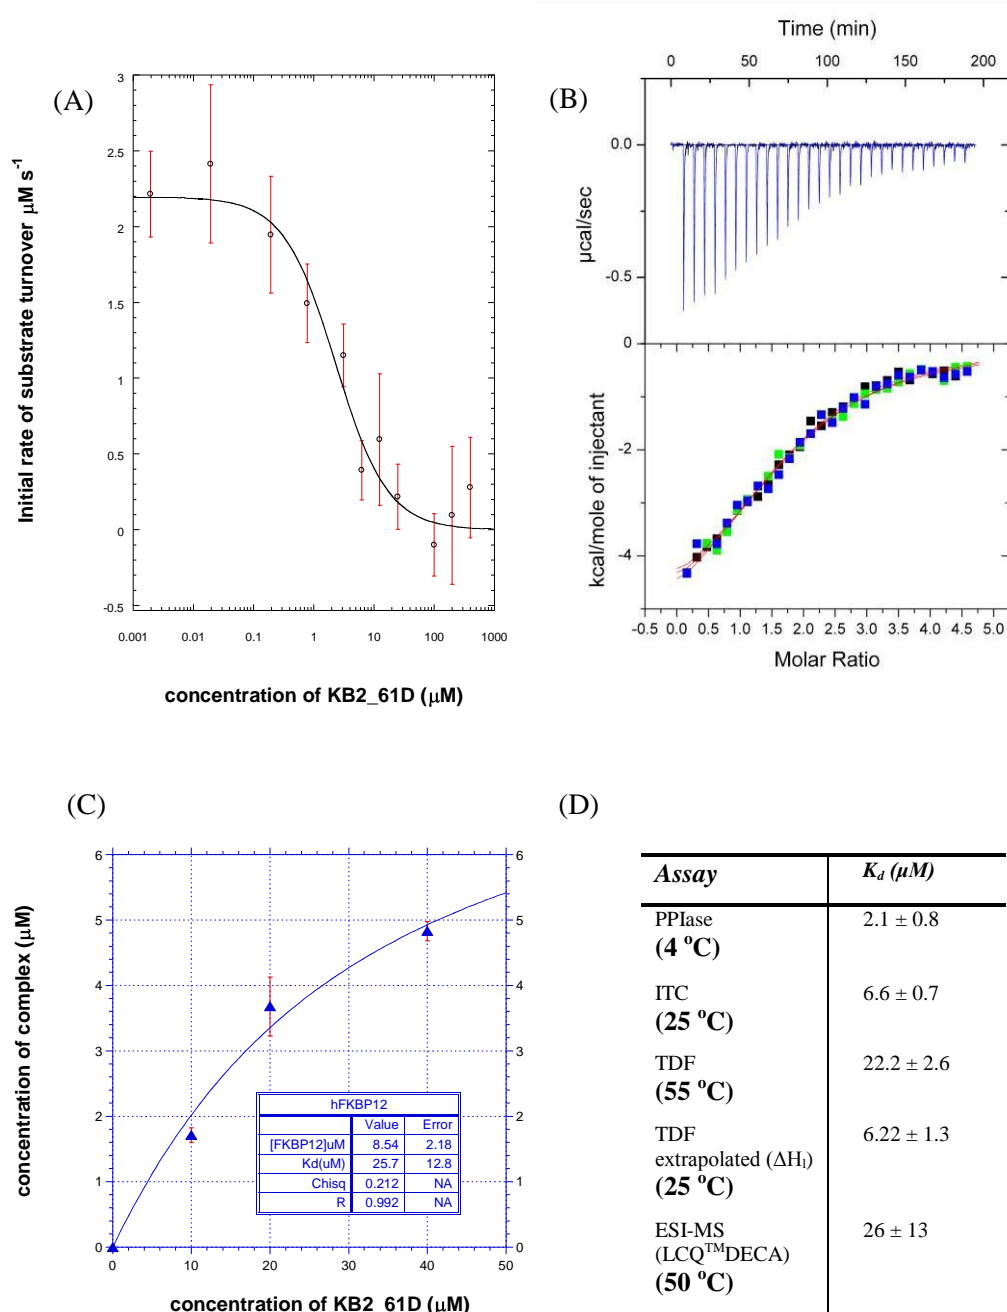 (A)
3
2.5
2
1.5
1
0.5
0
-0.5
Initial rate of substrate turnover μM s-1
0.001 0.01 0.1 1 10 100 1000
concentration of KB2_61D (μM)
(B)
Time (min)
0 50 100 150 200
0.0
-0.5
0
-2
-4
μcal/sec
kcal/mole of injectant
-0.5 0.0 0.5 1.0 1.5 2.0 2.5 3.0 3.5 4.0 4.5 5.0
Molar Ratio
(C)
6 6
5 5
4 4
3 3
2 2
1 1
0 0
concentration of complex (μM)
hFKBP12
Value Error
[FKBP12]uM 8.54 2.18
Kd(uM) 25.7 12.8
Chisq 0.212 NA
R 0.992 NA
0 10 20 30 40 50
concentration of KB2_61D (μM)
(D)
Assay Kd (μM)
PPIase 2.1 ± 0.8
(4 °C)
ITC 6.6 ± 0.7
(25 °C)
TDF 22.2 ± 2.6
(55 °C)
TDF 6.22 ± 1.3
extrapolated (ΔHl)
(25 °C)
ESI-MS 26 ± 13
(LCQ™DECA)
(50 °C)